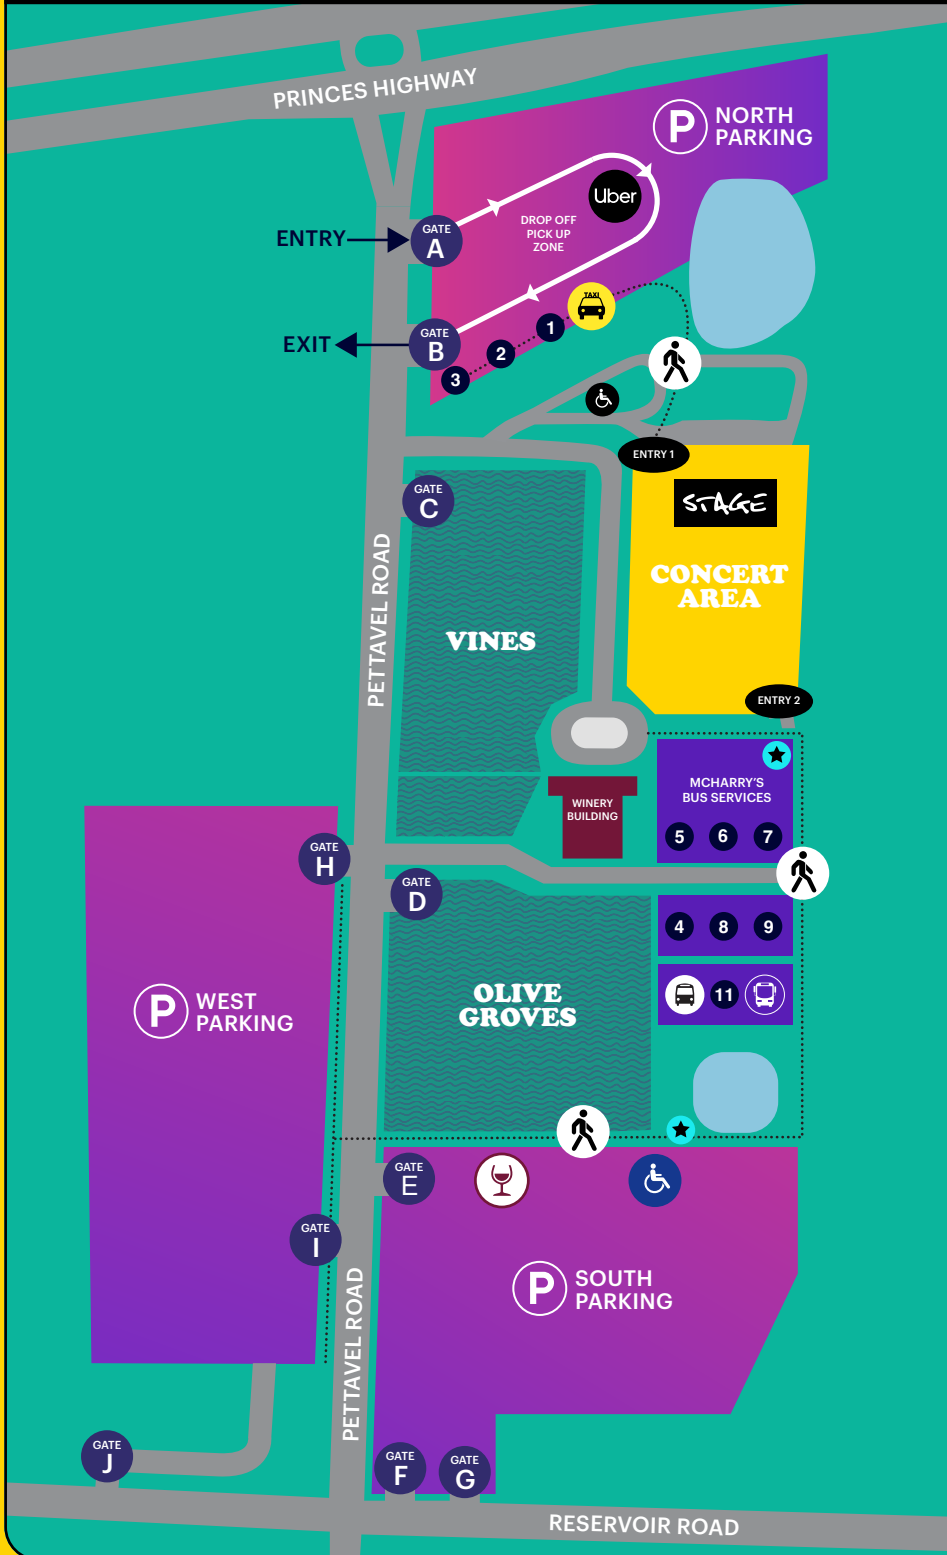 PRINCES HIGHWAY
P
NORTH
PARKING
Uber
DROP OFF
PICK UP
ZONE
ENTRY
GATE
A
TAXI
EXIT
GATE
B
1
2
3
ENTRY 1
STAGE
CONCERT
AREA
GATE
C
PETTAVEL ROAD
VINES
ENTRY 2
MCHARRY'S
BUS SERVICES
5
6
7
WINERY
BUILDING
GATE
H
GATE
D
4
8
9
11
P
WEST
PARKING
OLIVE
GROVES
GATE
E
GATE
I
P
SOUTH
PARKING
PETTAVEL ROAD
GATE
J
GATE
F
GATE
G
RESERVOIR ROAD